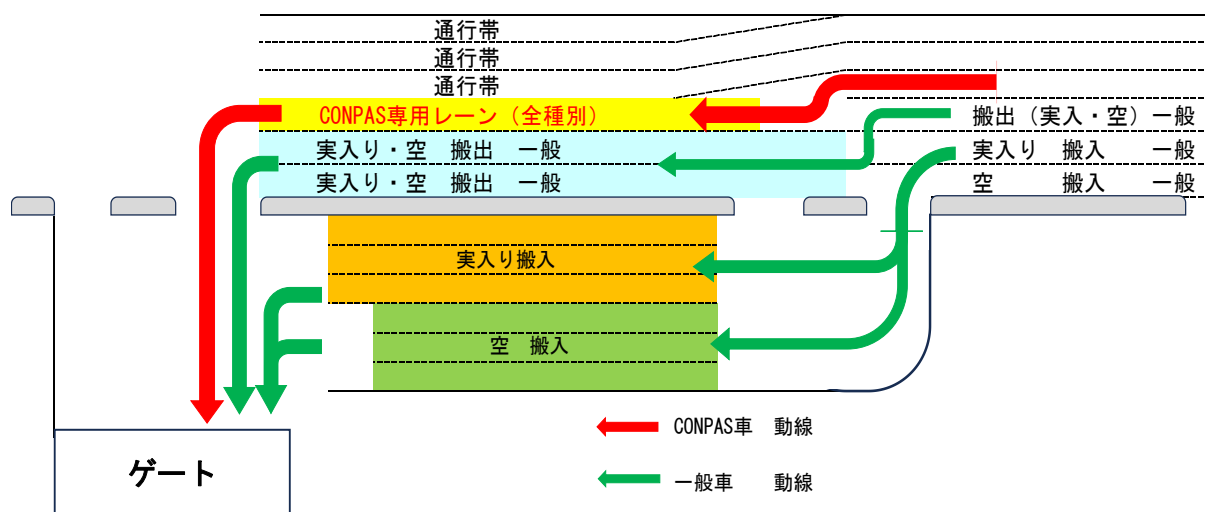 通行帯
通行帯
通行帯
CONPAS専用レーン（全種別）
搬出（実入・空）一般
実入り・空　搬出　一般
実入り　搬入　一般
実入り・空　搬出　一般
空　　搬入　一般
実入り搬入
空　搬入
CONPAS車　動線
ゲート
一般車　　動線